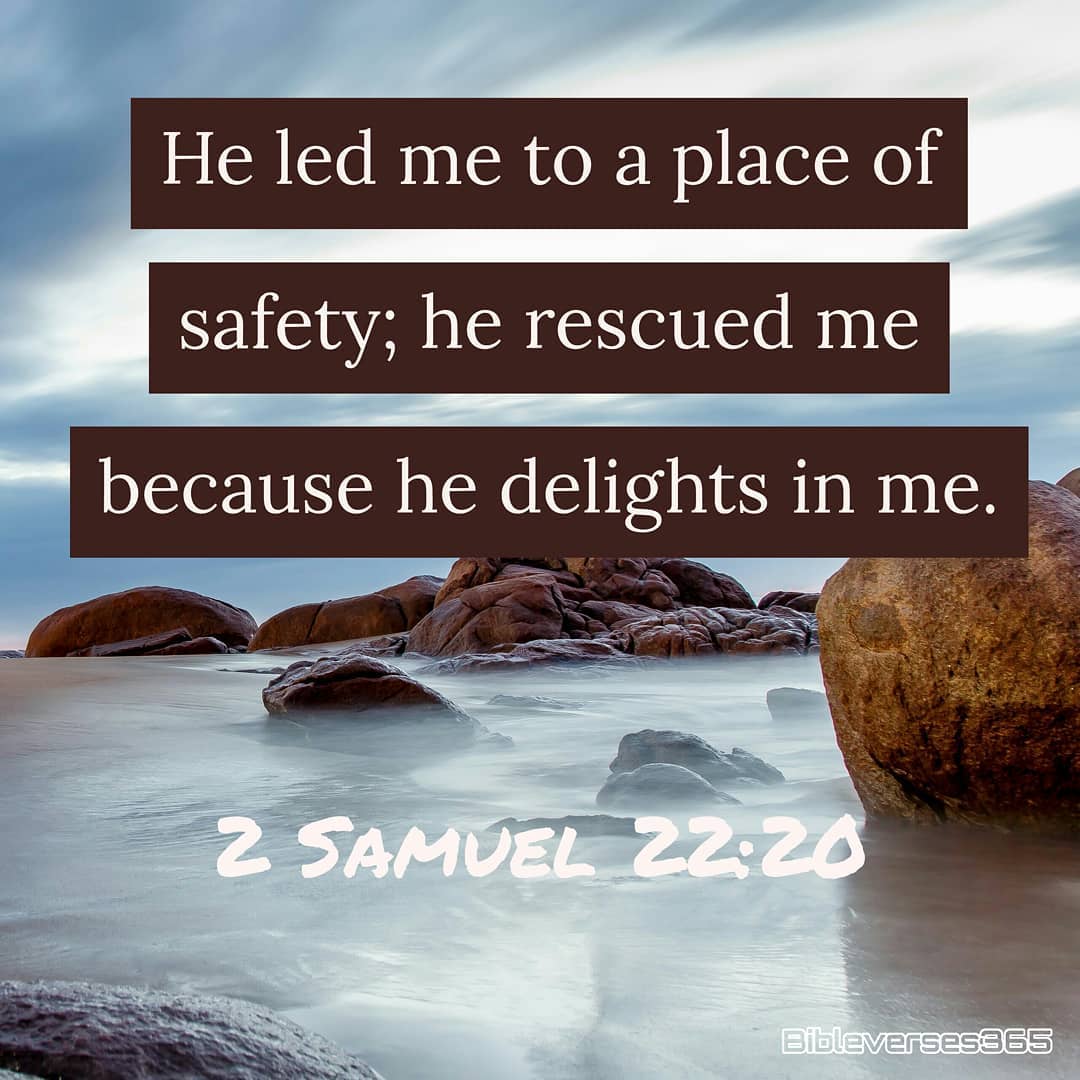 He led me to a place of
safety; he rescued me
because he delights in me.
2 Samuel 22:20
Bibleverses365